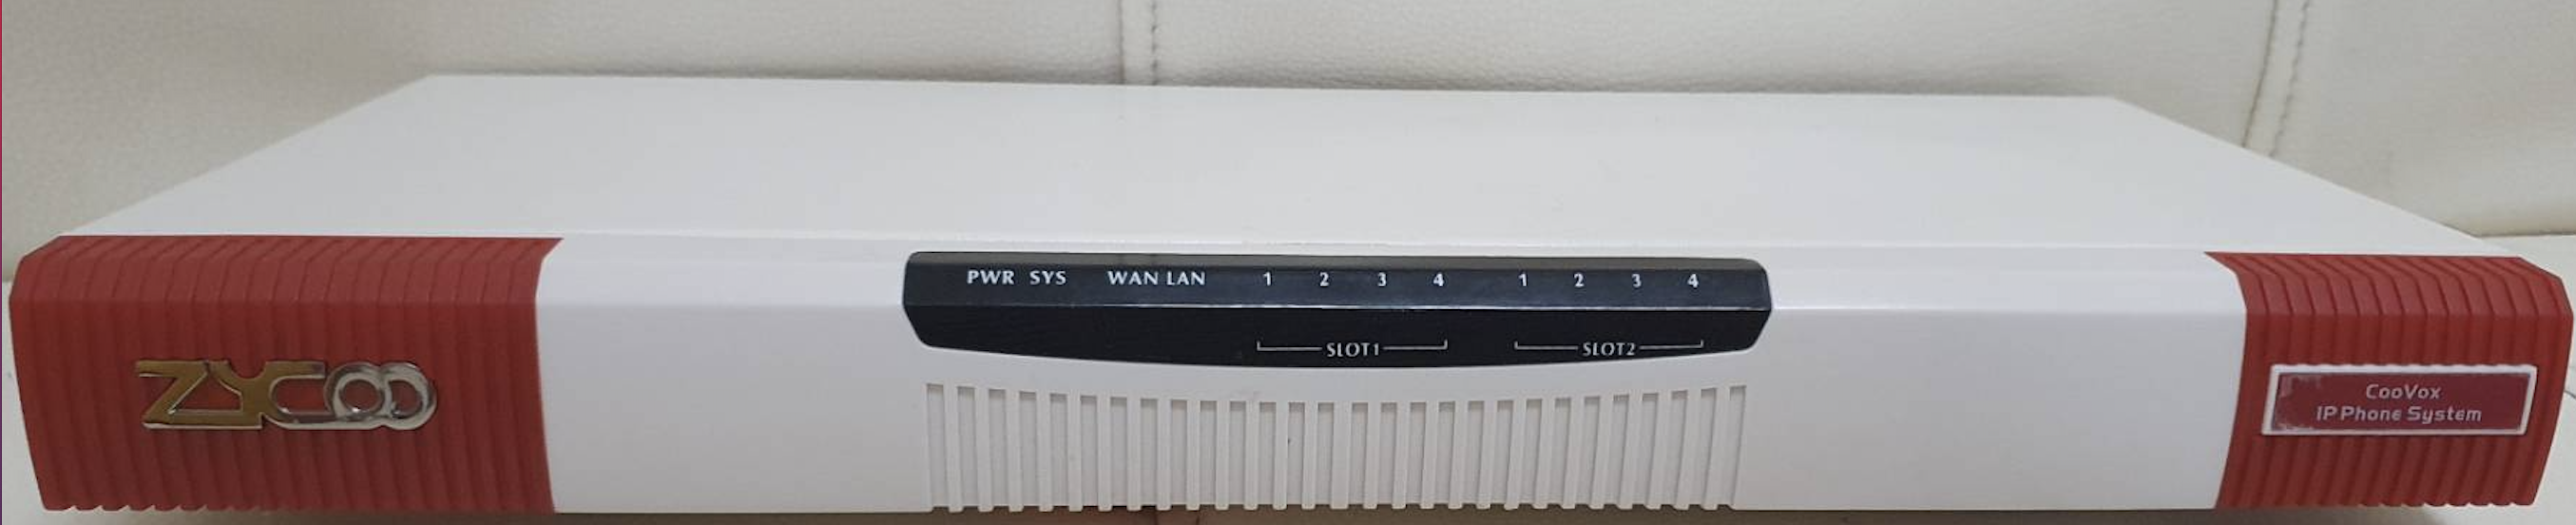 PWR SYS WAN LAN 1 2 3 4 1 2 3 4
SLOT1 SLOT2
ZYCOO
CooVox
IP Phone System